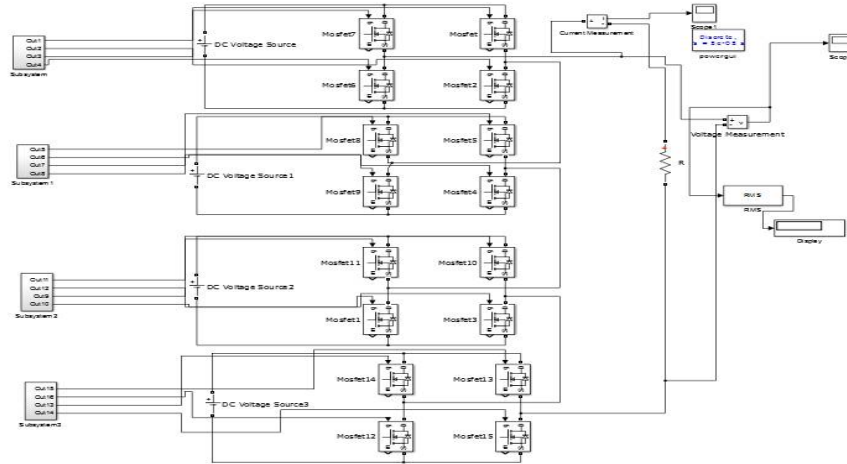 Out1
Out2
Out3
Out4
Subsystem
Mosfet7
DC Voltage Source
Mosfet
Mosfet6
Mosfet2
Current Measurement
Scope1
powergui
Voltage Measurement
Out5
Out6
Out7
Out8
Subsystem1
Mosfet8
Mosfet5
DC Voltage Source1
Mosfet9
Mosfet4
R
RMS
RMS
Display
Out11
Out12
Out9
Out10
Subsystem2
Mosfet11
Mosfet10
DC Voltage Source2
Mosfet1
Mosfet3
Out15
Out16
Out13
Out14
Subsystem3
Mosfet14
Mosfet13
DC Voltage Source3
Mosfet12
Mosfet15